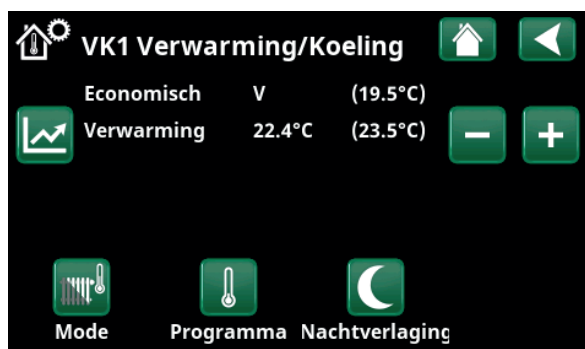 VK1 Verwarming/Koeling
Economisch V (19.5°C)
Verwarming 22.4°C (23.5°C)
Mode Programma Nachtverlaging